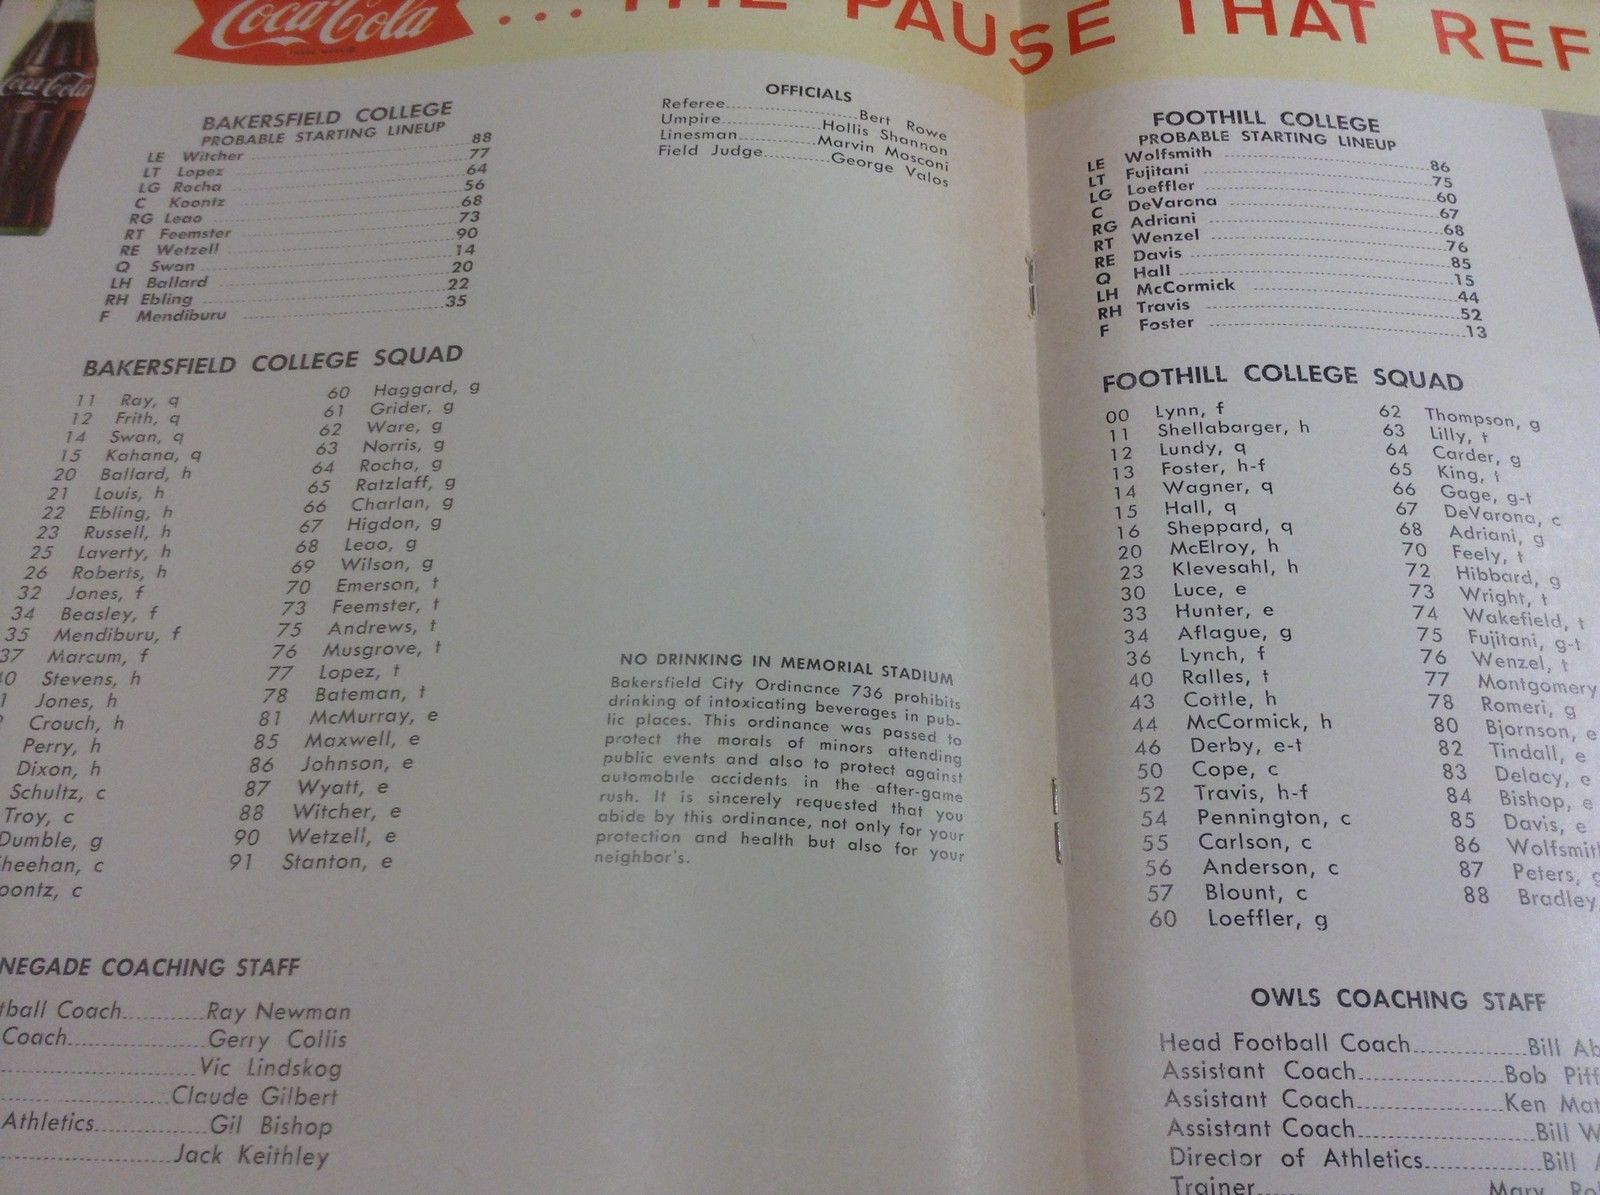 Coca-Cola
Coca-Cola
...THE PAUSE THAT REF
BAKERSFIELD COLLEGE
PROBABLE STARTING LINEUP
LE Witcher 88
LT Lopez 77
LG Rocha 64
C Koontz 56
RG Leao 68
RT Feemster 73
RE Wetzell 90
Q Swan 14
LH Ballard 20
RH Ebling 22
F Mendiburu 35
BAKERSFIELD COLLEGE SQUAD
11 Ray, q
12 Frith, q
14 Swan, q
15 Kahana, q
20 Ballard, h
21 Louis, h
22 Ebling, h
23 Russell, h
25 Laverty, h
26 Roberts, h
32 Jones, f
34 Beasley, f
35 Mendiburu, f
37 Marcum, f
0 Stevens, h
1 Jones, h
Crouch, h
Perry, h
Dixon, h
Schultz, c
Troy, c
Dumble, g
heehan, c
oontz, c
60 Haggard, g
61 Grider, g
62 Ware, g
63 Norris, g
64 Rocha, g
65 Ratzlaff, g
66 Charlan, g
67 Higdon, g
68 Leao, g
69 Wilson, g
70 Emerson, t
73 Feemster, t
75 Andrews, t
76 Musgrove, t
77 Lopez, t
78 Bateman, t
81 McMurray, e
85 Maxwell, e
86 Johnson, e
87 Wyatt, e
88 Witcher, e
90 Wetzell, e
91 Stanton, e
NEGADE COACHING STAFF
tball Coach Ray Newman
Coach Gerry Collis
Vic Lindskog
Claude Gilbert
Athletics Gil Bishop
Jack Keithley
OFFICIALS
Referee Bert Rowe
Umpire Hollis Shannon
Linesman Marvin Mosconi
Field Judge George Valos
NO DRINKING IN MEMORIAL STADIUM
Bakersfield City Ordinance 736 prohibits
drinking of intoxicating beverages in pub-
lic places. This ordinance was passed to
protect the morals of minors attending
public events and also to protect against
automobile accidents in the after-game
rush. It is sincerely requested that you
abide by this ordinance, not only for your
protection and health but also for your
neighbor's.
FOOTHILL COLLEGE
PROBABLE STARTING LINEUP
LE Wolfsmith 86
LT Fujitani 75
LG Loeffler 60
C DeVarona 67
RG Adriani 68
RT Wenzel 76
RE Davis 85
Q Hall 15
LH McCormick 44
RH Travis 52
F Foster 13
FOOTHILL COLLEGE SQUAD
00 Lynn, f
11 Shellabarger, h
12 Lundy, q
13 Foster, h-f
14 Wagner, q
15 Hall, q
16 Sheppard, q
20 McElroy, h
23 Klevesahl, h
30 Luce, e
33 Hunter, e
34 Aflague, g
36 Lynch, f
40 Ralles, t
43 Cottle, h
44 McCormick, h
46 Derby, e-t
50 Cope, c
52 Travis, h-f
54 Pennington, c
55 Carlson, c
56 Anderson, c
57 Blount, c
60 Loeffler, g
62 Thompson, g
63 Lilly, t
64 Carder, g
65 King, t
66 Gage, g-t
67 DeVarona, c
68 Adriani, g
70 Feely, t
72 Hibbard, g
73 Wright, t
74 Wakefield, t
75 Fujitani, g-t
76 Wenzel, t
77 Montgomery
78 Romeri, g
80 Bjornson, e
82 Tindall, e
83 Delacy, e
84 Bishop, e
85 Davis, e
86 Wolfsmit
87 Peters,
88 Bradley
OWLS COACHING STAFF
Head Football Coach Bill Ab
Assistant Coach Bob Piff
Assistant Coach Ken Mat
Assistant Coach Bill W
Director of Athletics Bill
Trainer Mary Ro